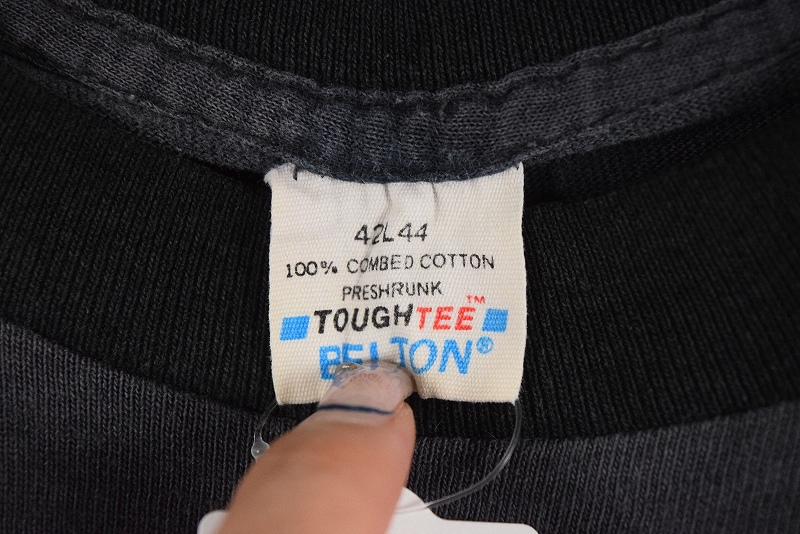 42L44
100% COMBED COTTON
PRESHRUNK
TOUGHTEE™
BELTON®